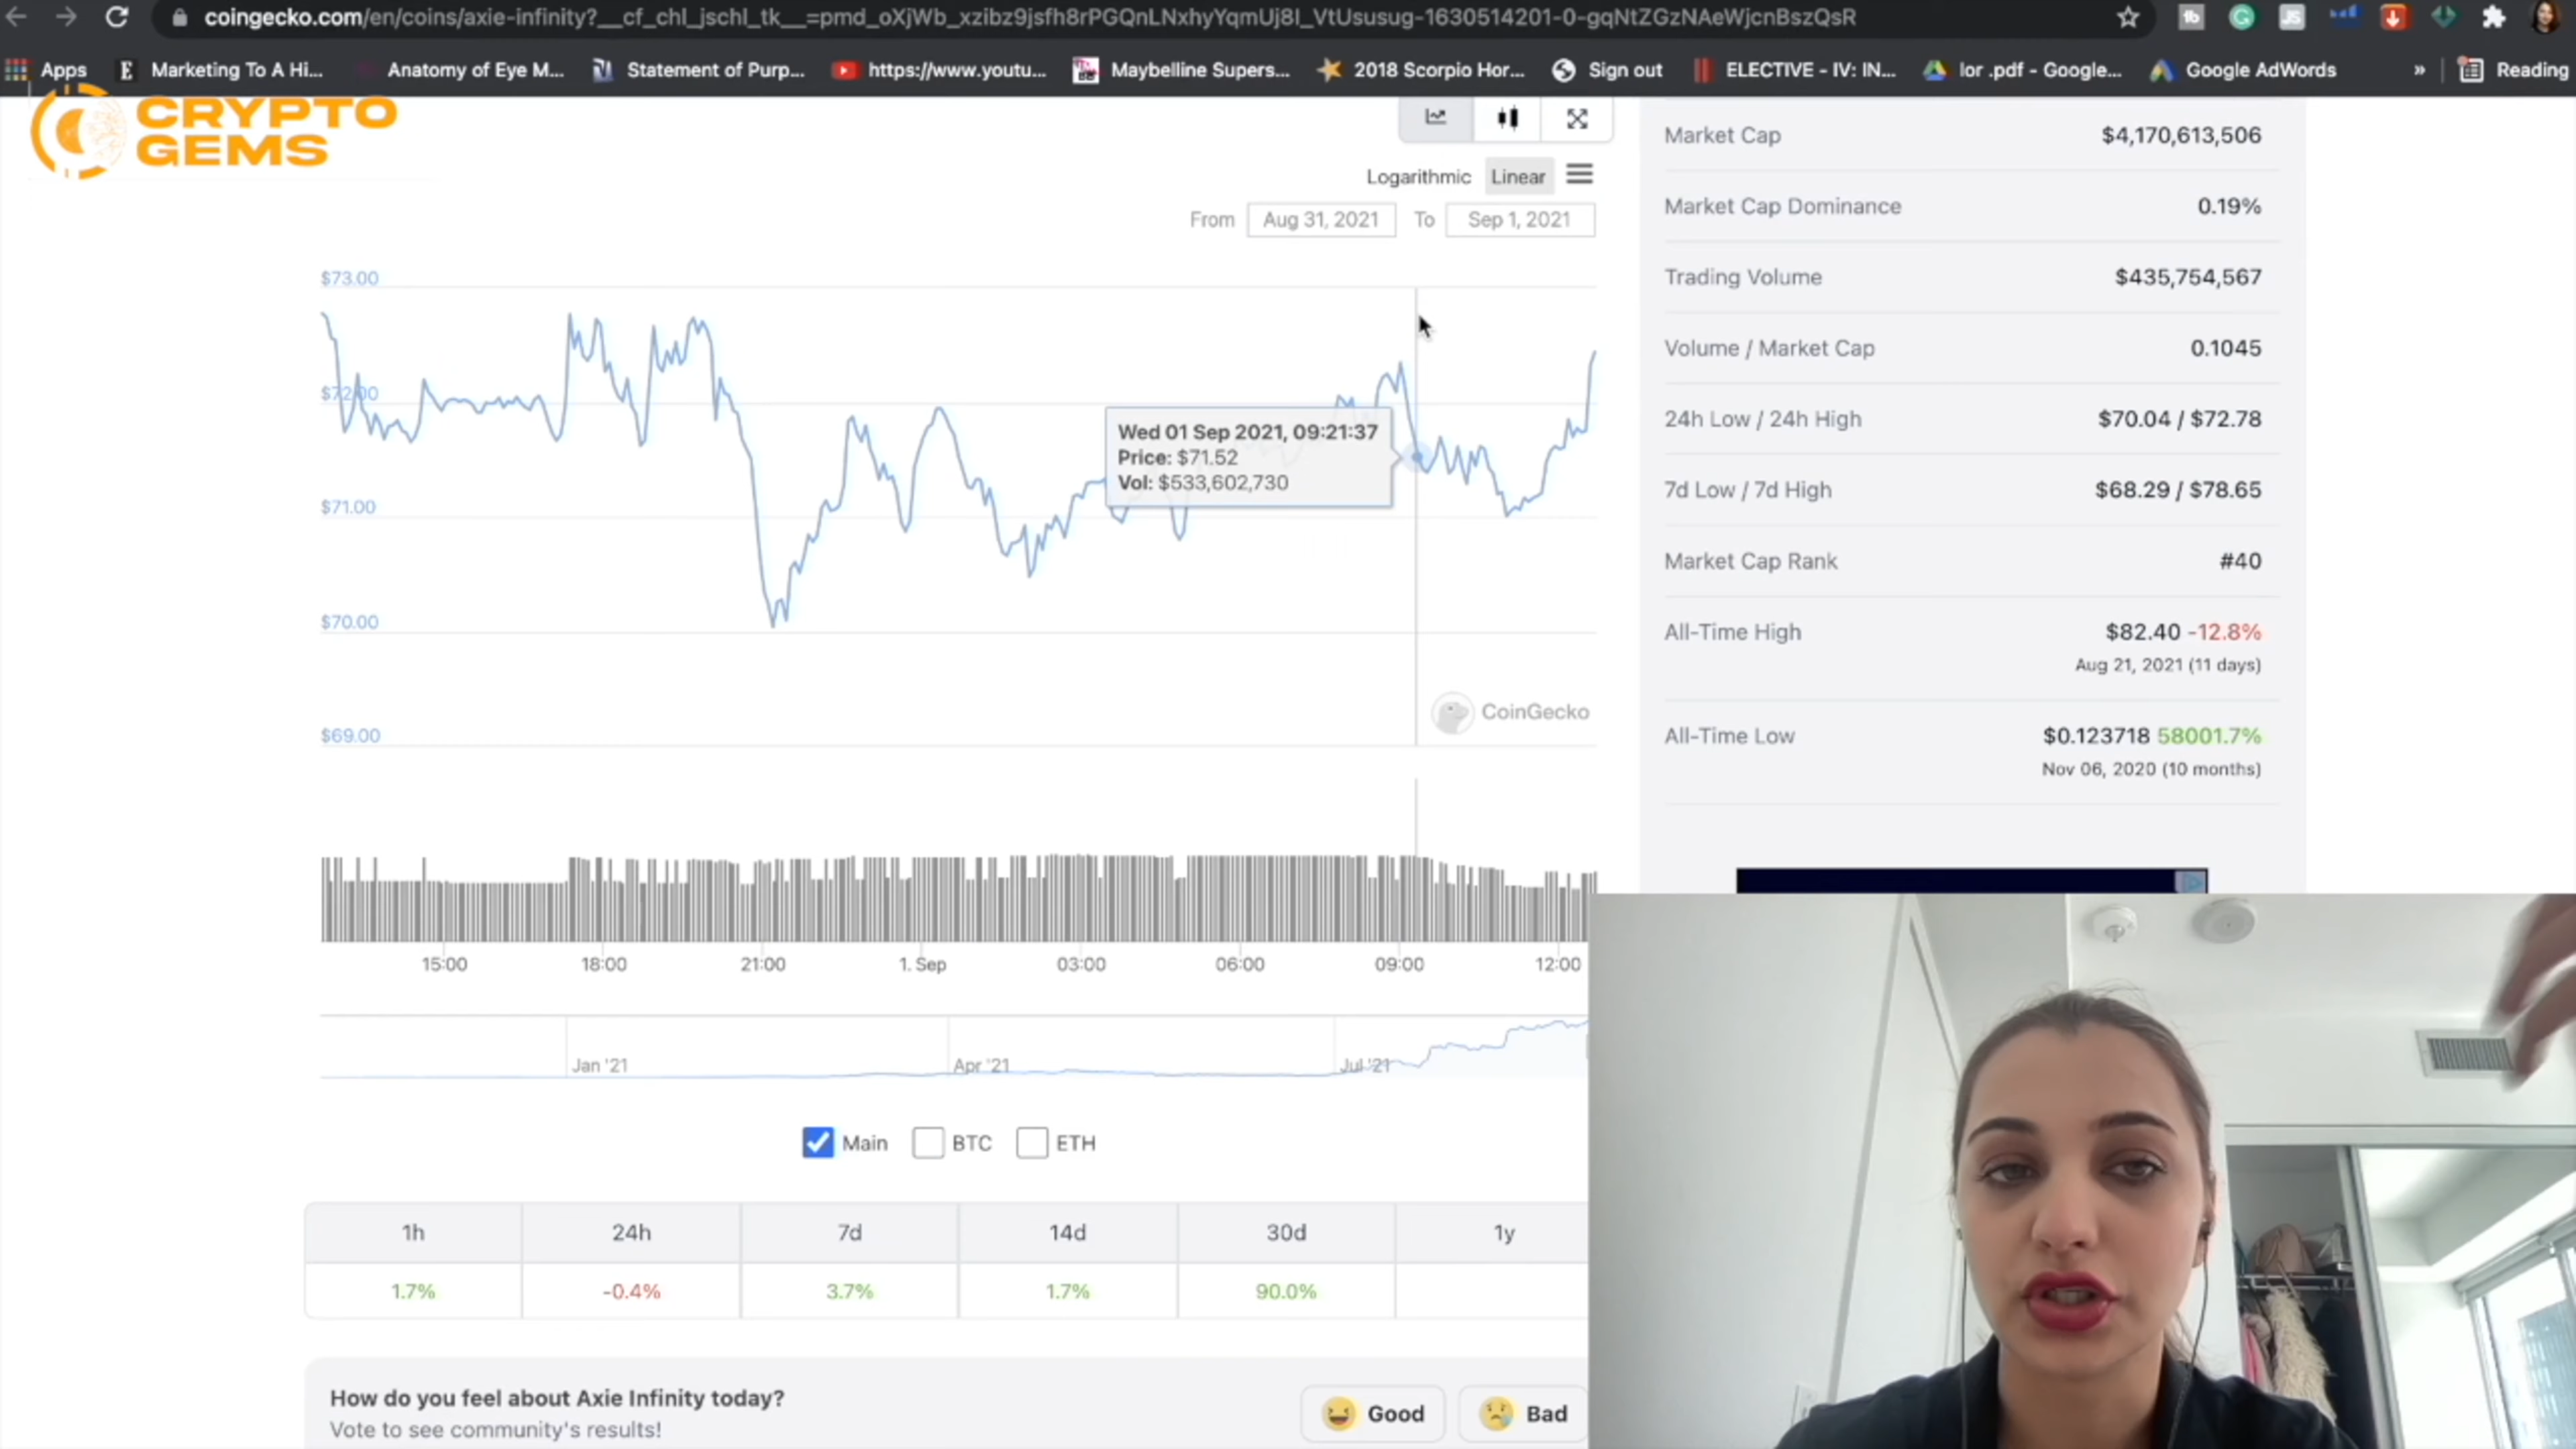 coingecko.com/en/coins/axie-infinity?__cf_chl_jschl_tk__=pmd_oXjWb_xzibz9jsfh8rPGQnLNxhyYqmUj8I_VtUsusug-1630514201-0-gqNtZGzNAeWjcnBszQsR
Apps
Marketing To A Hi...
Anatomy of Eye M...
Statement of Purp...
https://www.youtu...
Maybelline Supers...
2018 Scorpio Hor...
Sign out
ELECTIVE - IV: IN...
lor .pdf - Google...
Google AdWords
»
Reading
CRYPTO
GEMS
Logarithmic Linear
From Aug 31, 2021 To Sep 1, 2021
$73.00
$72.00
$71.00
$70.00
$69.00
Wed 01 Sep 2021, 09:21:37
Price: $71.52
Vol: $533,602,730
CoinGecko
15:00 18:00 21:00 1. Sep 03:00 06:00 09:00 12:00
Jan '21 Apr '21 Jul '21
Main BTC ETH
1h 24h 7d 14d 30d 1y
1.7% -0.4% 3.7% 1.7% 90.0%
How do you feel about Axie Infinity today?
Vote to see community's results!
Good Bad
Market Cap $4,170,613,506
Market Cap Dominance 0.19%
Trading Volume $435,754,567
Volume / Market Cap 0.1045
24h Low / 24h High $70.04 / $72.78
7d Low / 7d High $68.29 / $78.65
Market Cap Rank #40
All-Time High $82.40 -12.8%
Aug 21, 2021 (11 days)
All-Time Low $0.123718 58001.7%
Nov 06, 2020 (10 months)